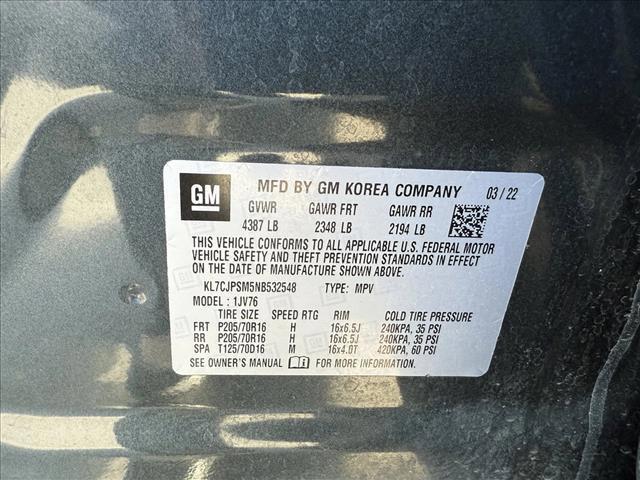 GM MFD BY GM KOREA COMPANY 03/22
GVWR GAWR FRT GAWR RR
4387 LB 2348 LB 2194 LB
THIS VEHICLE CONFORMS TO ALL APPLICABLE U.S. FEDERAL MOTOR
VEHICLE SAFETY AND THEFT PREVENTION STANDARDS IN EFFECT ON
THE DATE OF MANUFACTURE SHOWN ABOVE.
KL7CJPSM5NB532548 TYPE: MPV
MODEL: 1JV76
TIRE SIZE SPEED RTG RIM COLD TIRE PRESSURE
FRT P205/70R16 H 16x6.5J 240KPA, 35 PSI
RR P205/70R16 H 16x6.5J 240KPA, 35 PSI
SPA T125/70D16 M 16x4.0T 420KPA, 60 PSI
SEE OWNER'S MANUAL FOR MORE INFORMATION.